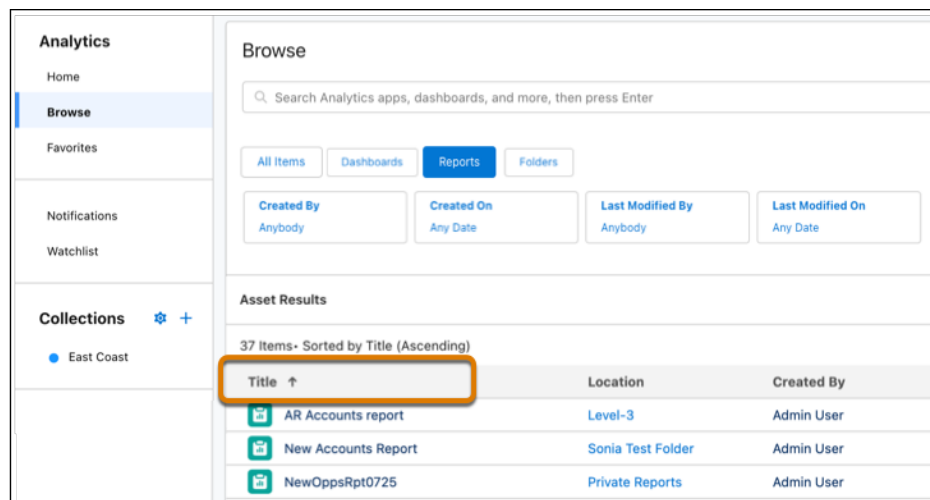 Analytics
Home
Browse
Favorites
Notifications
Watchlist
Collections
East Coast
Browse
Search Analytics apps, dashboards, and more, then press Enter
All Items Dashboards Reports Folders
Created By Created On Last Modified By Last Modified On
Anybody Any Date Anybody Any Date
Asset Results
37 Items• Sorted by Title (Ascending)
Title ↑ Location Created By
AR Accounts report Level-3 Admin User
New Accounts Report Sonia Test Folder Admin User
NewOppsRpt0725 Private Reports Admin User